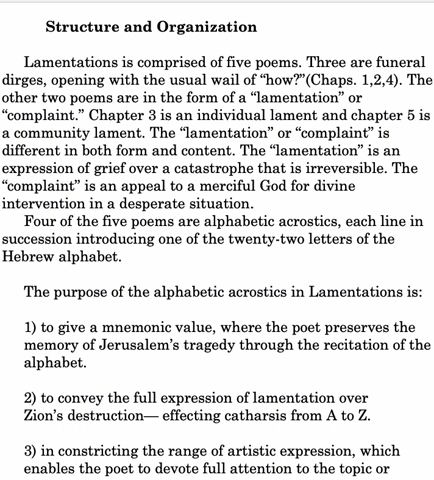 Structure and Organization
Lamentations is comprised of five poems. Three are funeral
dirges, opening with the usual wail of “how?”(Chaps. 1,2,4). The
other two poems are in the form of a “lamentation” or
“complaint.” Chapter 3 is an individual lament and chapter 5 is
a community lament. The “lamentation” or “complaint” is
different in both form and content. The “lamentation” is an
expression of grief over a catastrophe that is irreversible. The
“complaint” is an appeal to a merciful God for divine
intervention in a desperate situation.
Four of the five poems are alphabetic acrostics, each line in
succession introducing one of the twenty-two letters of the
Hebrew alphabet.
The purpose of the alphabetic acrostics in Lamentations is:
1) to give a mnemonic value, where the poet preserves the
memory of Jerusalem’s tragedy through the recitation of the
alphabet.
2) to convey the full expression of lamentation over
Zion’s destruction— effecting catharsis from A to Z.
3) in constricting the range of artistic expression, which
enables the poet to devote full attention to the topic or